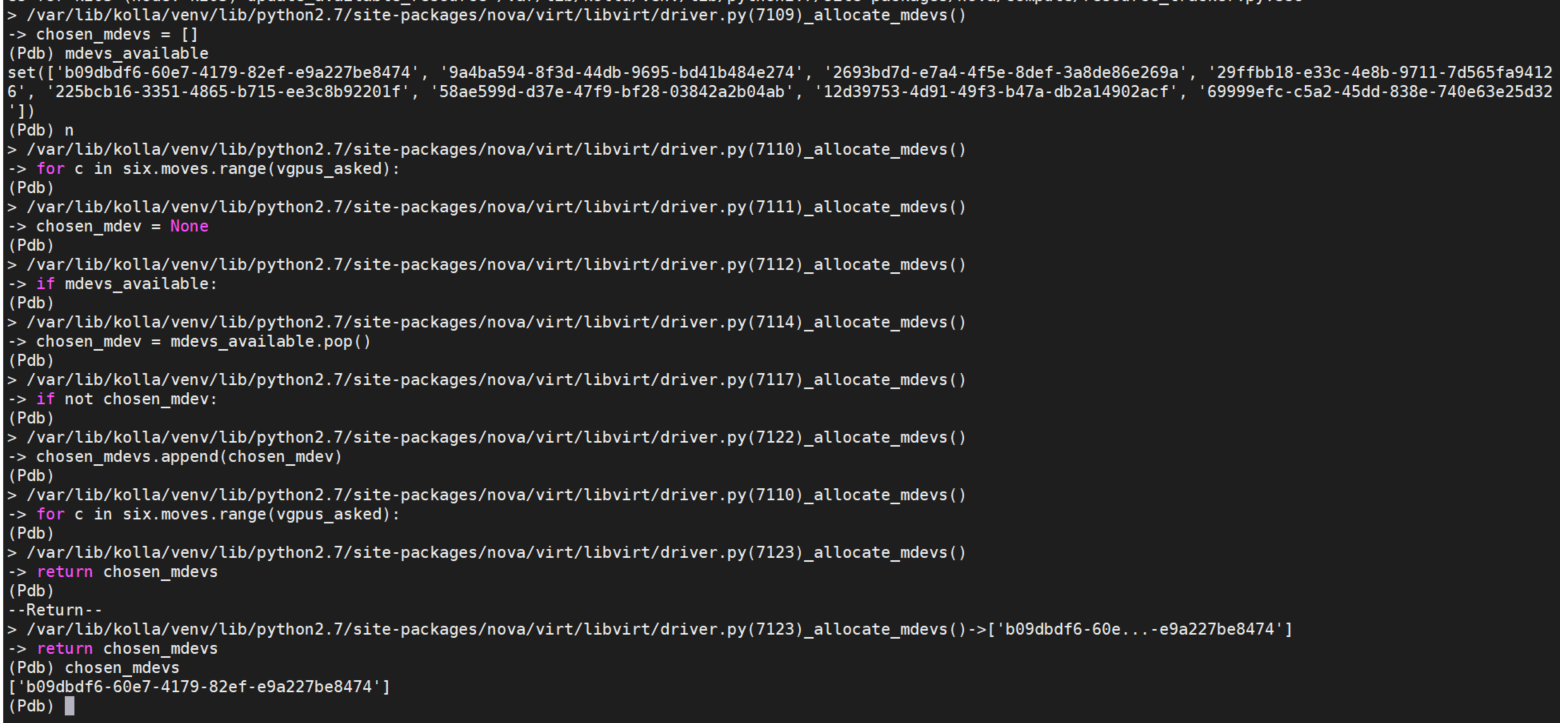 > /var/lib/kolla/venv/lib/python2.7/site-packages/nova/virt/libvirt/driver.py(7109)_allocate_mdevs()
-> chosen_mdevs = []
(Pdb) mdevs_available
set(['b09dbdf6-60e7-4179-82ef-e9a227be8474', '9a4ba594-8f3d-44db-9695-bd41b484e274', '2693bd7d-e7a4-4f5e-8def-3a8de86e269a', '29ffbb18-e33c-4e8b-9711-7d565fa9412
6', '225bcb16-3351-4865-b715-ee3c8b92201f', '58ae599d-d37e-47f9-bf28-03842a2b04ab', '12d39753-4d91-49f3-b47a-db2a14902acf', '69999efc-c5a2-45dd-838e-740e63e25d32
'])
(Pdb) n
> /var/lib/kolla/venv/lib/python2.7/site-packages/nova/virt/libvirt/driver.py(7110)_allocate_mdevs()
-> for c in six.moves.range(vgpus_asked):
(Pdb)
> /var/lib/kolla/venv/lib/python2.7/site-packages/nova/virt/libvirt/driver.py(7111)_allocate_mdevs()
-> chosen_mdev = None
(Pdb)
> /var/lib/kolla/venv/lib/python2.7/site-packages/nova/virt/libvirt/driver.py(7112)_allocate_mdevs()
-> if mdevs_available:
(Pdb)
> /var/lib/kolla/venv/lib/python2.7/site-packages/nova/virt/libvirt/driver.py(7114)_allocate_mdevs()
-> chosen_mdev = mdevs_available.pop()
(Pdb)
> /var/lib/kolla/venv/lib/python2.7/site-packages/nova/virt/libvirt/driver.py(7117)_allocate_mdevs()
-> if not chosen_mdev:
(Pdb)
> /var/lib/kolla/venv/lib/python2.7/site-packages/nova/virt/libvirt/driver.py(7122)_allocate_mdevs()
-> chosen_mdevs.append(chosen_mdev)
(Pdb)
> /var/lib/kolla/venv/lib/python2.7/site-packages/nova/virt/libvirt/driver.py(7110)_allocate_mdevs()
-> for c in six.moves.range(vgpus_asked):
(Pdb)
> /var/lib/kolla/venv/lib/python2.7/site-packages/nova/virt/libvirt/driver.py(7123)_allocate_mdevs()
-> return chosen_mdevs
(Pdb)
--Return--
> /var/lib/kolla/venv/lib/python2.7/site-packages/nova/virt/libvirt/driver.py(7123)_allocate_mdevs()->['b09dbdf6-60e...-e9a227be8474']
-> return chosen_mdevs
(Pdb) chosen_mdevs
['b09dbdf6-60e7-4179-82ef-e9a227be8474']
(Pdb)